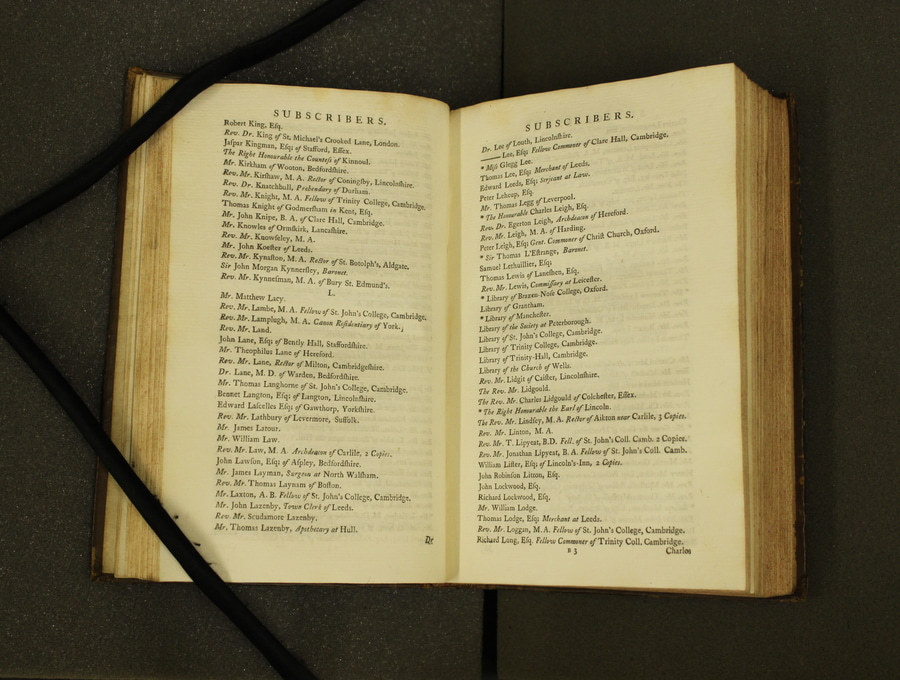 SUBSCRIBERS.
Robert King, Eſq.
Rev. Dr. King of St. Michael's Crooked Lane, London.
Jaſpar Kingman, Eſq; of Stafford, Eſſex.
The Right Honourable the Counteſs of Kinnoul.
Mr. Kirkham of Wooton, Bedfordſhire.
Rev. Mr. Kirſhaw, M. A. Rector of Coningſby, Lincolnſhire.
Rev. Dr. Knatchbull, Prebendary of Durham.
Rev. Mr. Knight, M. A. Fellow of Trinity College, Cambridge.
Thomas Knight of Godmerſham in Kent, Eſq.
Mr. John Knipe, B. A. of Clare Hall, Cambridge.
Mr. Knowles of Ormſkirk, Lancaſhire.
Rev. Mr. Knowſeley, M. A.
Mr. John Koeſter of Leeds.
Rev. Mr. Kynaſton, M. A. Rector of St. Botolph's, Aldgate.
Sir John Morgan Kynnerſley, Baronet.
Rev. Mr. Kynneſman, M. A. of Bury St. Edmund's.
L.
Mr. Matthew Lacy.
Rev. Mr. Lambe, M. A. Fellow of St. John's College, Cambridge.
Rev. Mr. Lamplugh, M. A. Canon Reſidentiary of York.
Rev. Mr. Land.
John Lane, Eſq; of Bently Hall, Staffordſhire.
Mr. Theophilus Lane of Hereford.
Rev. Mr. Lane, Rector of Milton, Cambridgeſhire.
Dr. Lane, M. D. of Warden, Bedfordſhire.
Mr. Thomas Langhorne of St. John's College, Cambridge.
Bennet Langton, Eſq; of Langton, Lincolnſhire.
Edward Laſcelles Eſq; of Gawthorp, Yorkſhire.
Rev. Mr. Lathbury of Levermore, Suffolk.
Mr. James Latour.
Mr. William Law.
Rev. Mr. Law, M. A Archdeacon of Carliſe, 2 Copies.
John Lawſon, Eſq; of Aſpley, Bedfordſhire.
Mr. James Layman, Surgeon at North Walſham.
Rev. Mr. Thomas Laynam of Boſton.
Mr. Laxton, A. B. Fellow of St. John's College, Cambridge.
Mr. John Lazenby, Town Clerk of Leeds.
Rev. Mr. Scudamore Lazenby.
Mr. Thomas Lazenby, Apothecary at Hull.
Dr
SUBSCRIBERS.
Dr. Lee of Louth, Lincolnſhire.
—— Lee, Eſq; Fellow Commoner of Clare Hall, Cambridge.
* Miſs Glegg Lee.
Thomas Lee, Eſq; Merchant of Leeds.
Edward Leeds, Eſq; Serjeant at Law.
Peter Leheup, Eſq.
Mr. Thomas Legg of Leverpool.
* The Honourable Charles Leigh, Eſq.
Rev. Dr. Egerton Leigh, Archdeacon of Hereford.
Rev. Mr. Leigh, M. A. of Harding.
Peter Leigh, Eſq; Gent. Commoner of Chriſt Church, Oxford.
* Sir Thomas L'Eſtrange, Baronet.
Samuel Lethuillier, Eſq;
Thomas Lewis of Laneſhen, Eſq.
Rev. Mr. Lewis, Commiſſary at Leiceſter.
* Library of Brazen-Noſe College, Oxford.
Library of Grantham.
* Library of Mancheſter.
Library of the Society at Peterborough.
Library of St. John's College, Cambridge.
Library of Trinity College, Cambridge.
Library of Trinity-Hall, Cambridge.
Library of the Church of Wells.
Rev. Mr. Lidgit of Caiſter, Lincolnſhire.
The Rev. Mr. Lidgould.
The Rev. Mr. Charles Lidgould of Colcheſter, Eſſex.
* The Right Honourable the Earl of Lincoln.
The Rev. Mr. Lindſey, M. A. Rector of Aikton near Carliſe, 3 Copies.
Rev. Mr. Linton, M. A.
Rev. Mr. T. Lipyeat, B.D. Fell. of St. John's Coll. Camb. 2 Copies.
Rev. Mr. Jonathan Lipyeat, B. A. Fellow of St. John's Coll. Camb.
William Liſter, Eſq; of Lincoln's-Inn, 2 Copies.
John Robinſon Litton, Eſq.
John Lockwood, Eſq.
Richard Lockwood, Eſq.
Mr. William Lodge.
Thomas Lodge, Eſq; Merchant at Leeds.
Rev. Mr. Loggan, M. A. Fellow of St. John's College, Cambridge.
Richard Long, Eſq. Fellow Commoner of Trinity Coll. Cambridge.
B 3
Charles